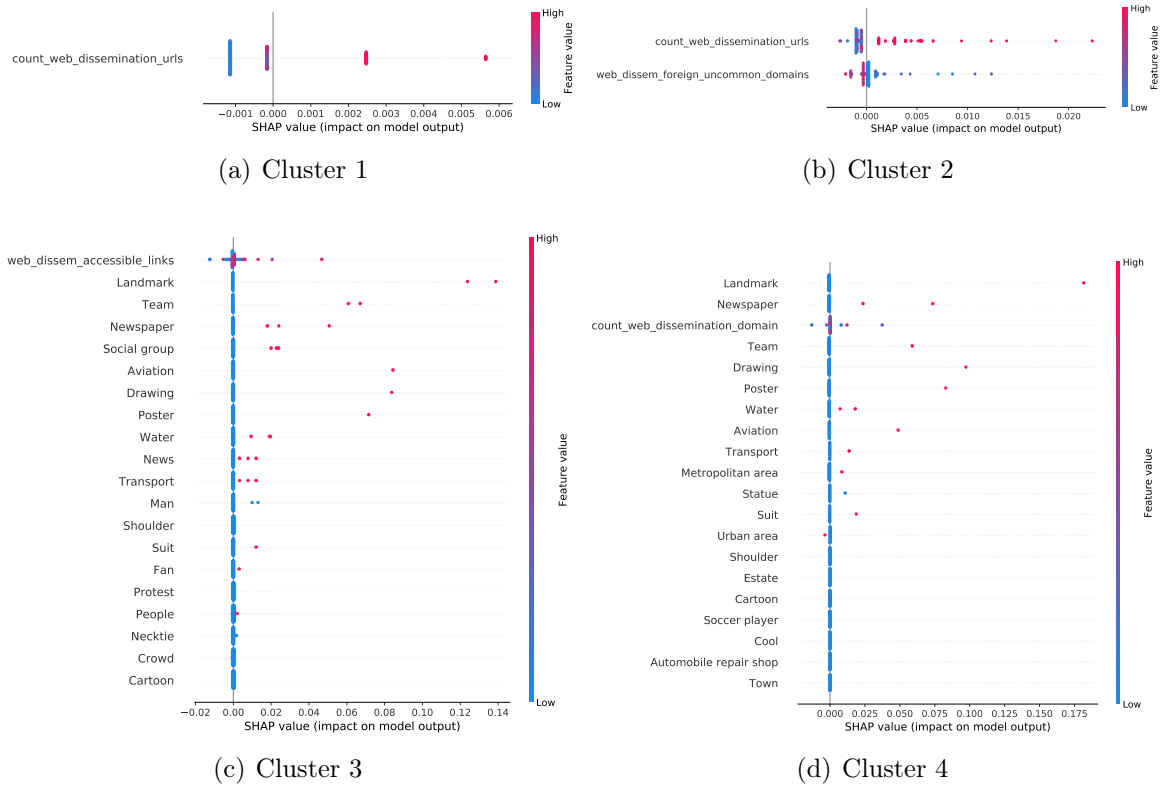 count_web_dissemination_urls
−0.001 0.000 0.001 0.002 0.003 0.004 0.005 0.006
SHAP value (impact on model output)
High
Low
Feature value
(a) Cluster 1
count_web_dissemination_urls
web_dissem_foreign_uncommon_domains
0.000 0.005 0.010 0.015 0.020
SHAP value (impact on model output)
High
Low
Feature value
(b) Cluster 2
web_dissem_accessible_links
Landmark
Team
Newspaper
Social group
Aviation
Drawing
Poster
Water
News
Transport
Man
Shoulder
Suit
Fan
Protest
People
Necktie
Crowd
Cartoon
−0.02 0.00 0.02 0.04 0.06 0.08 0.10 0.12 0.14
SHAP value (impact on model output)
High
Low
Feature value
(c) Cluster 3
Landmark
Newspaper
count_web_dissemination_domain
Team
Drawing
Poster
Water
Aviation
Transport
Metropolitan area
Statue
Suit
Urban area
Shoulder
Estate
Cartoon
Soccer player
Cool
Automobile repair shop
Town
0.000 0.025 0.050 0.075 0.100 0.125 0.150 0.175
SHAP value (impact on model output)
High
Low
Feature value
(d) Cluster 4